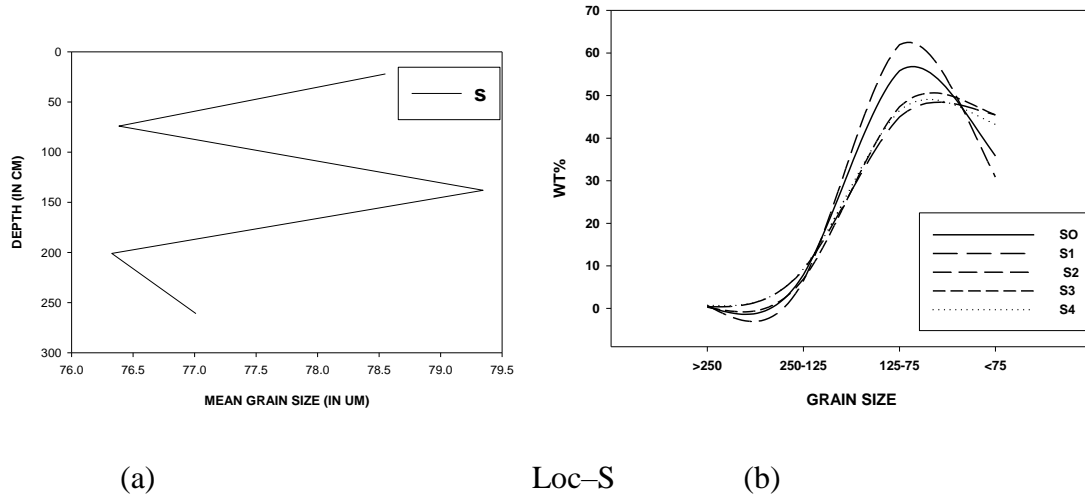 0
50
100
150
200
250
300
DEPTH (IN CM)
76.0 76.5 77.0 77.5 78.0 78.5 79.0 79.5
MEAN GRAIN SIZE (IN UM)
S
70
60
50
40
30
20
10
0
WT%
>250 250-125 125-75 <75
GRAIN SIZE
SO
S1
S2
S3
S4
(a) Loc–S (b)